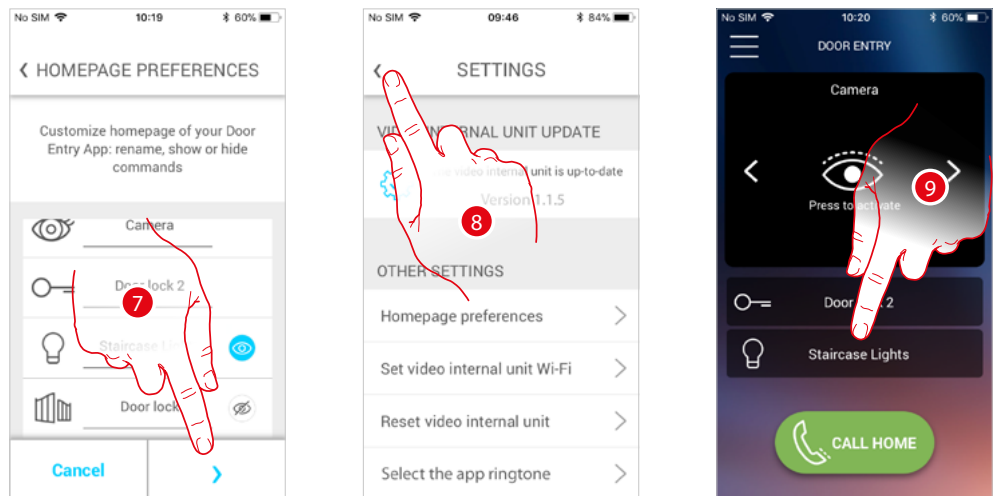 No SIM 10:19 60%
HOMEPAGE PREFERENCES
Customize homepage of your Door
Entry App: rename, show or hide
commands
Camera
Door lock 2
7
Staircase
Door lock
Cancel
No SIM 09:46 84%
SETTINGS
INTERNAL UNIT UPDATE
video internal unit is up-to-date
Version 1.1.5
8
OTHER SETTINGS
Homepage preferences
Set video internal unit Wi-Fi
Reset video internal unit
Select the app ringtone
No SIM 10:20 60%
DOOR ENTRY
Camera
9
Press to activate
Door 2
Staircase Lights
CALL HOME